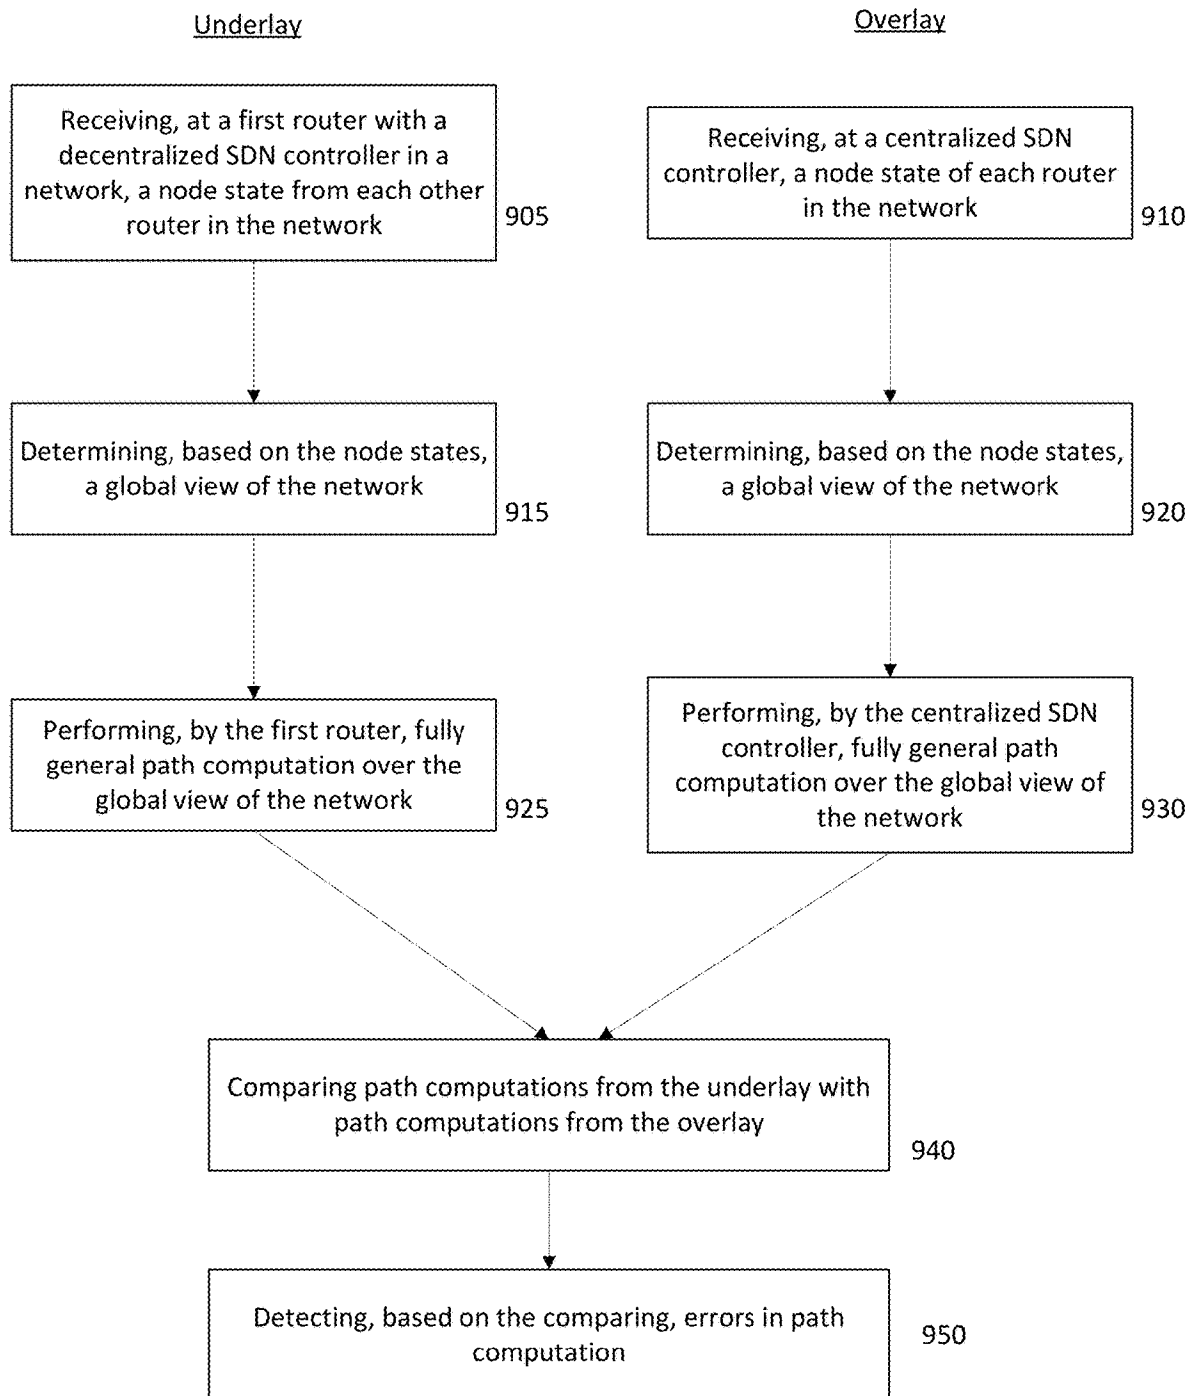 Underlay
Overlay
Receiving, at a first router with a
decentralized SDN controller in a
network, a node state from each other
router in the network
905
Receiving, at a centralized SDN
controller, a node state of each router
in the network
910
Determining, based on the node states,
a global view of the network
915
Determining, based on the node states,
a global view of the network
920
Performing, by the first router, fully
general path computation over the
global view of the network
925
Performing, by the centralized SDN
controller, fully general path
computation over the global view of
the network
930
Comparing path computations from the underlay with
path computations from the overlay
940
Detecting, based on the comparing, errors in path
computation
950